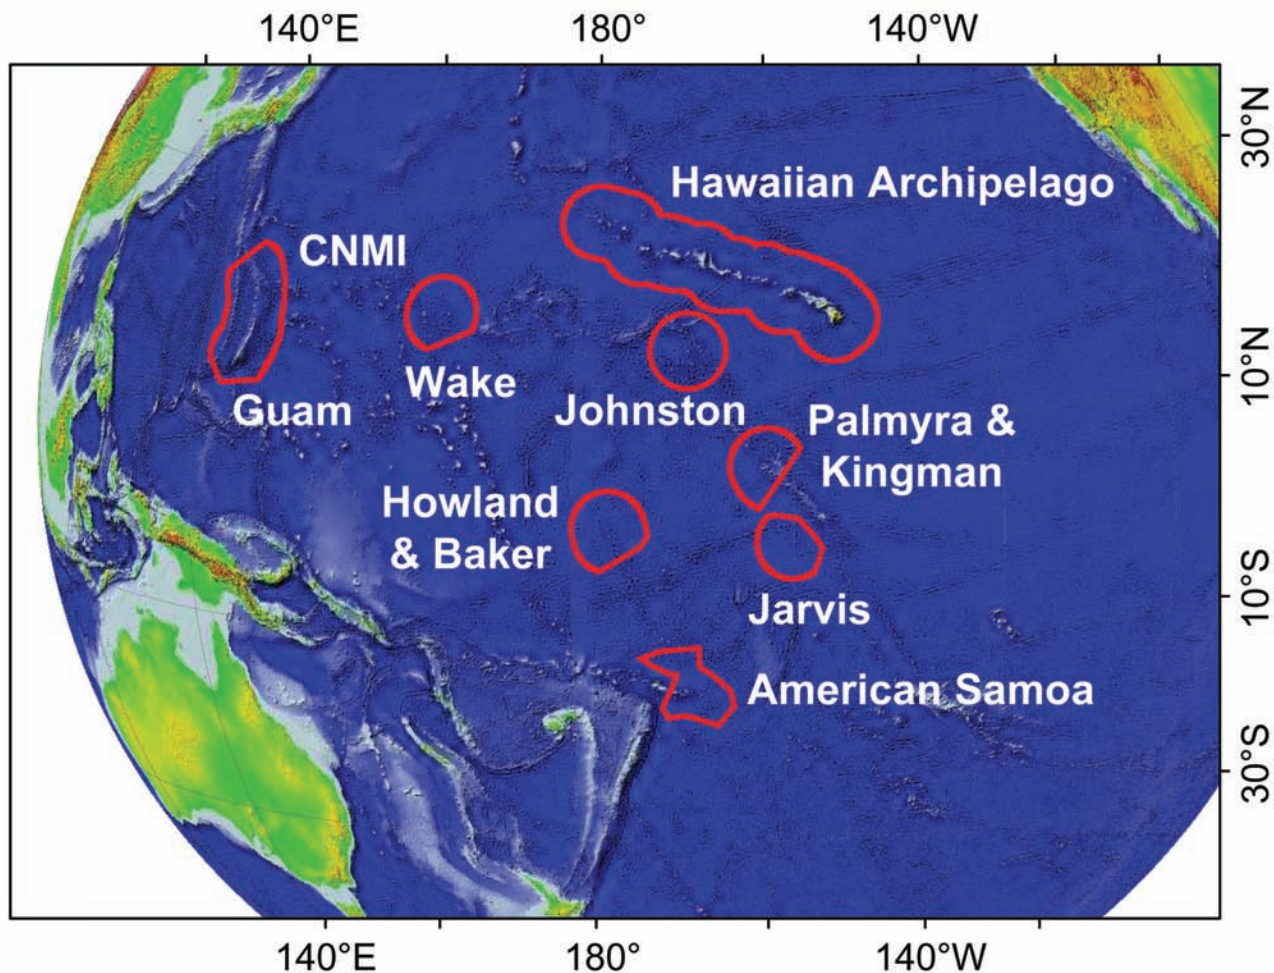 140°E 180° 140°W
30°N
Hawaiian Archipelago
CNMI
10°N
Wake
Guam
Johnston
Palmyra &
Kingman
Howland
& Baker
10°S
Jarvis
American Samoa
30°S
140°E 180° 140°W